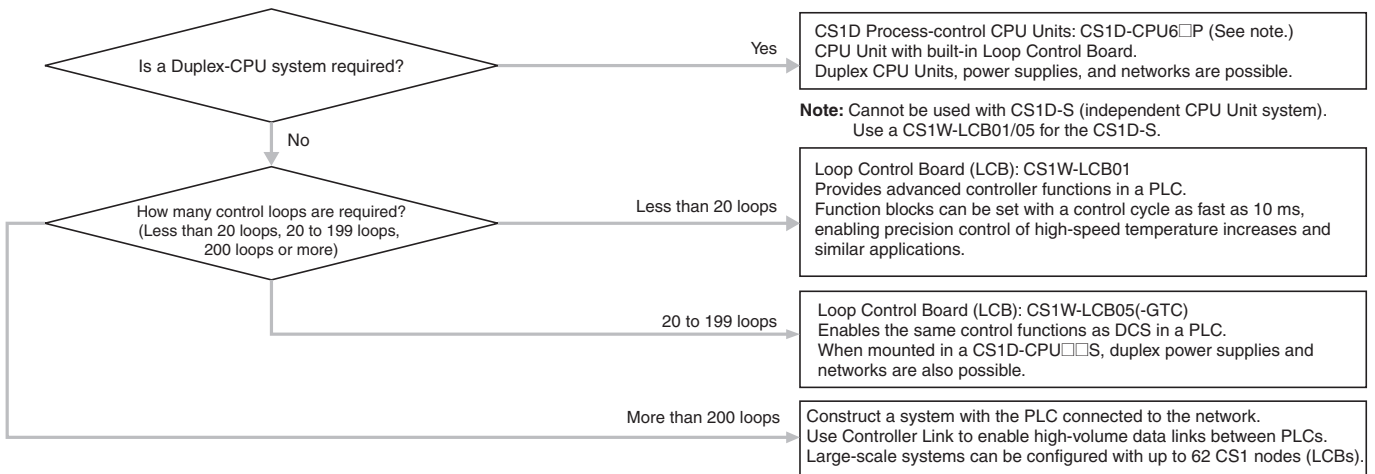 Is a Duplex-CPU system required?
Yes
CS1D Process-control CPU Units: CS1D-CPU6□P (See note.)
CPU Unit with built-in Loop Control Board.
Duplex CPU Units, power supplies, and networks are possible.
Note: Cannot be used with CS1D-S (independent CPU Unit system).
Use a CS1W-LCB01/05 for the CS1D-S.
No
How many control loops are required?
(Less than 20 loops, 20 to 199 loops,
200 loops or more)
Less than 20 loops
Loop Control Board (LCB): CS1W-LCB01
Provides advanced controller functions in a PLC.
Function blocks can be set with a control cycle as fast as 10 ms,
enabling precision control of high-speed temperature increases and
similar applications.
20 to 199 loops
Loop Control Board (LCB): CS1W-LCB05(-GTC)
Enables the same control functions as DCS in a PLC.
When mounted in a CS1D-CPU□□S, duplex power supplies and
networks are also possible.
More than 200 loops
Construct a system with the PLC connected to the network.
Use Controller Link to enable high-volume data links between PLCs.
Large-scale systems can be configured with up to 62 CS1 nodes (LCBs).